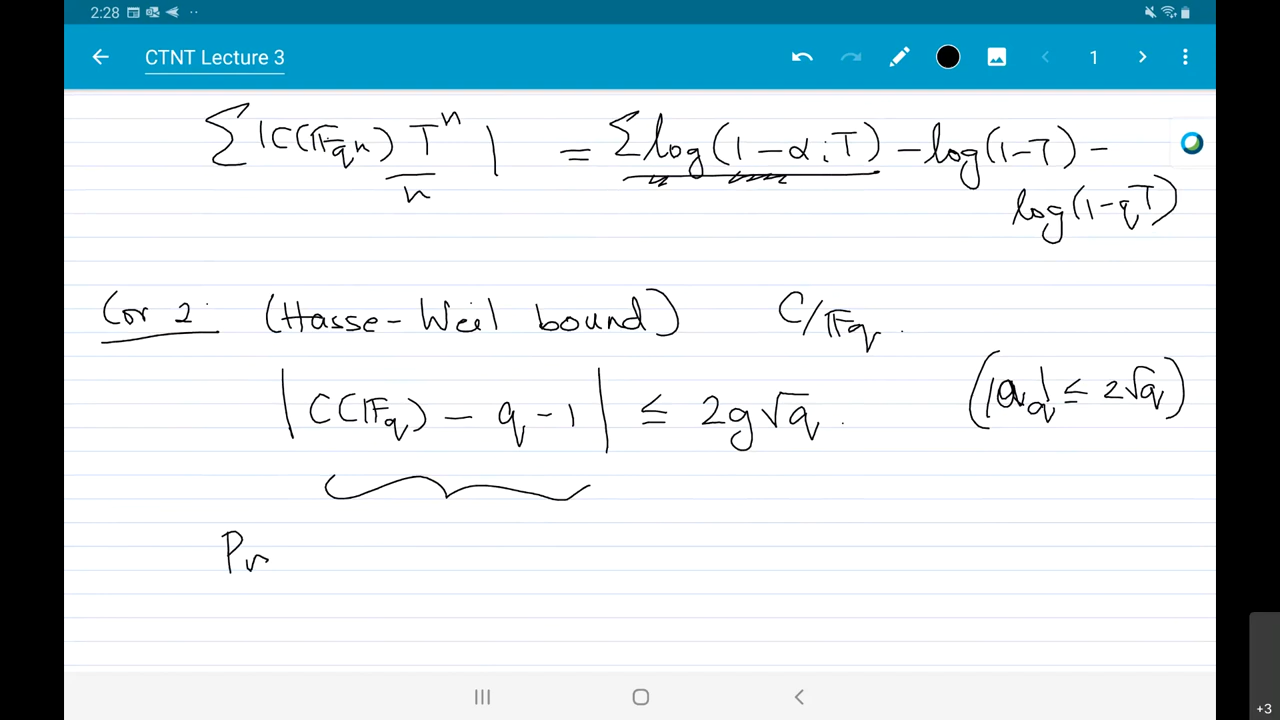 2:28
CTNT Lecture 3
1
∑ |C(𝔽_{q^n}) T^n/n | = ∑ log(1 − α_i T) − log(1−T) −
log(1−qT)
Cor 2: (Hasse-Weil bound) C/𝔽_q.
|C(𝔽_q) − q − 1| ≤ 2g√q. (|a_q| ≤ 2√q)
Pr
+3